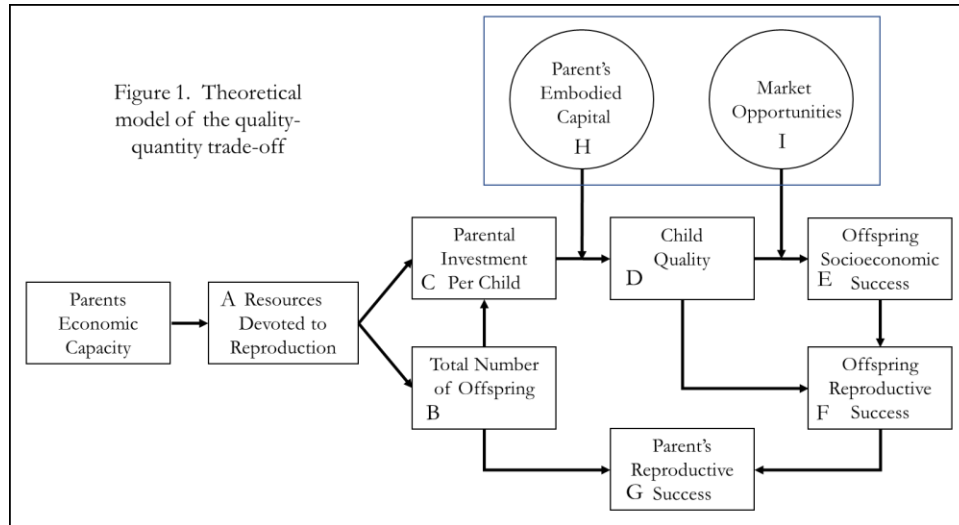 Figure 1. Theoretical
model of the quality-
quantity trade-off
Parent's
Embodied
Capital
H
Market
Opportunities
I
Parents
Economic
Capacity
A Resources
Devoted to
Reproduction
Parental
Investment
C Per Child
Child
Quality
D
Offspring
Socioeconomic
E Success
Total Number
of Offspring
B
Offspring
Reproductive
F Success
Parent's
Reproductive
G Success